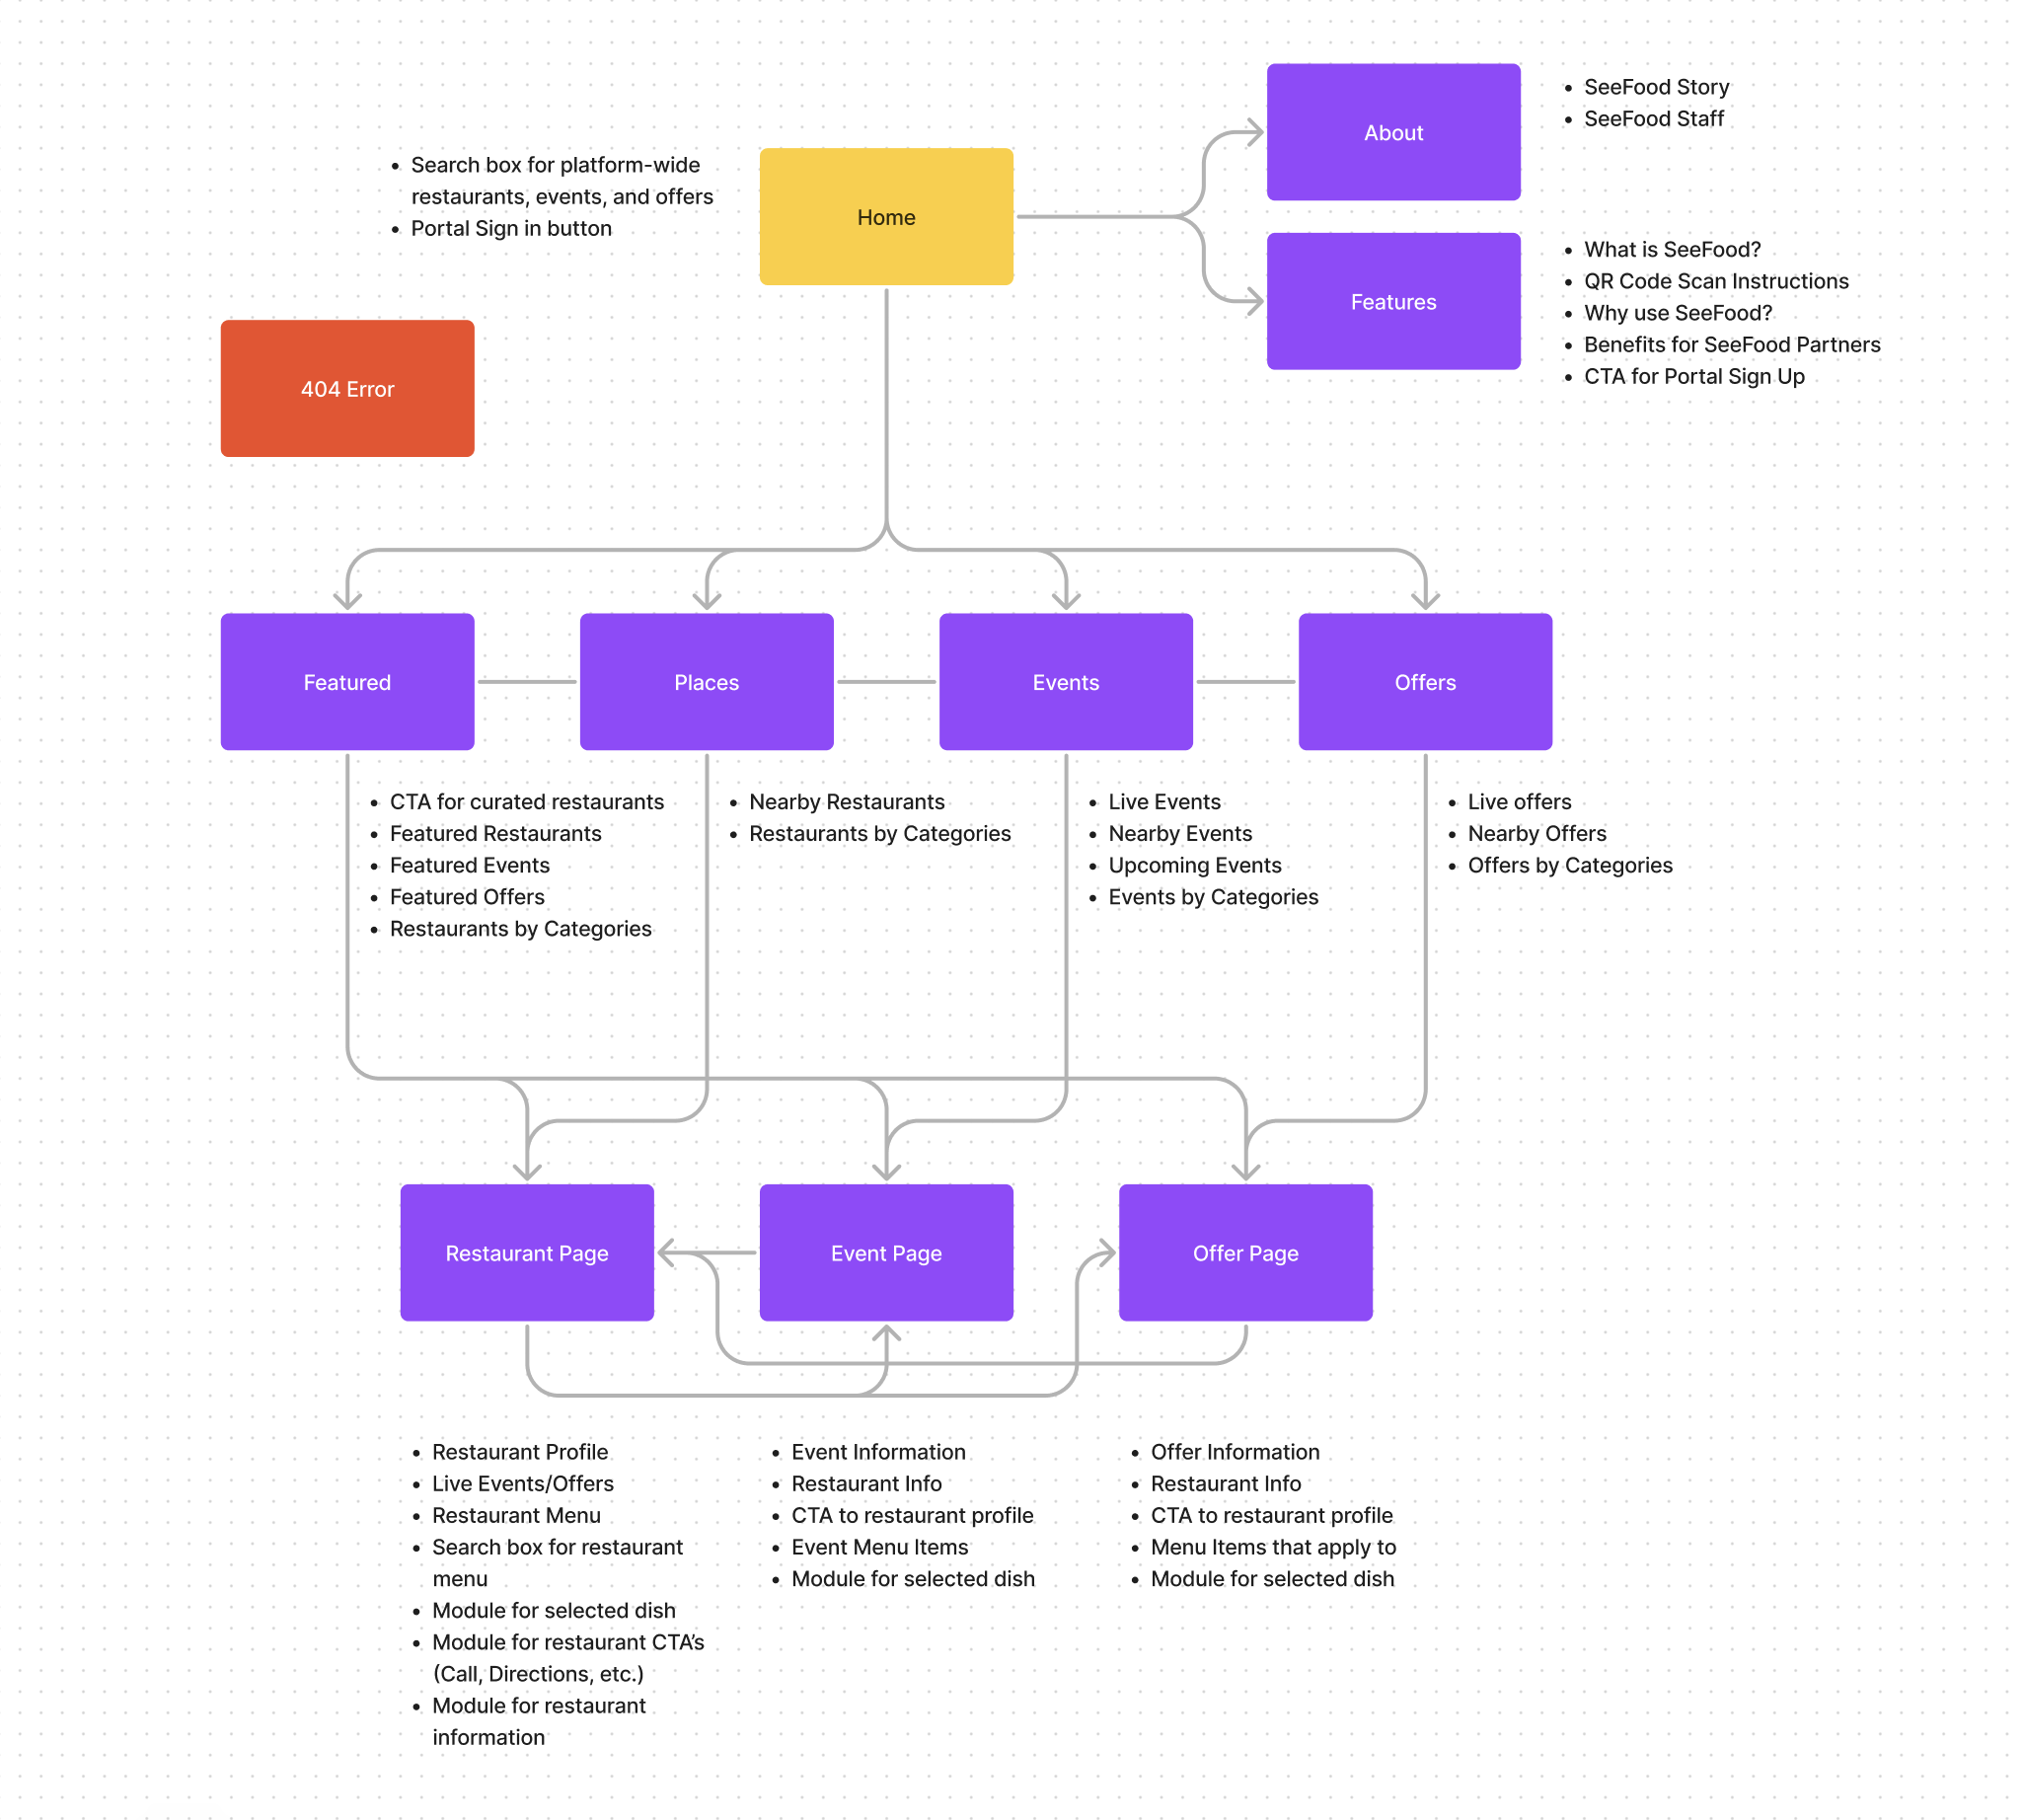 About
• SeeFood Story
• SeeFood Staff
• Search box for platform-wide
restaurants, events, and offers
• Portal Sign in button
Home
Features
• What is SeeFood?
• QR Code Scan Instructions
• Why use SeeFood?
• Benefits for SeeFood Partners
• CTA for Portal Sign Up
404 Error
Featured
Places
Events
Offers
• CTA for curated restaurants
• Featured Restaurants
• Featured Events
• Featured Offers
• Restaurants by Categories
• Nearby Restaurants
• Restaurants by Categories
• Live Events
• Nearby Events
• Upcoming Events
• Events by Categories
• Live offers
• Nearby Offers
• Offers by Categories
Restaurant Page
Event Page
Offer Page
• Restaurant Profile
• Live Events/Offers
• Restaurant Menu
• Search box for restaurant
menu
• Module for selected dish
• Module for restaurant CTA’s
(Call, Directions, etc.)
• Module for restaurant
information
• Event Information
• Restaurant Info
• CTA to restaurant profile
• Event Menu Items
• Module for selected dish
• Offer Information
• Restaurant Info
• CTA to restaurant profile
• Menu Items that apply to
• Module for selected dish